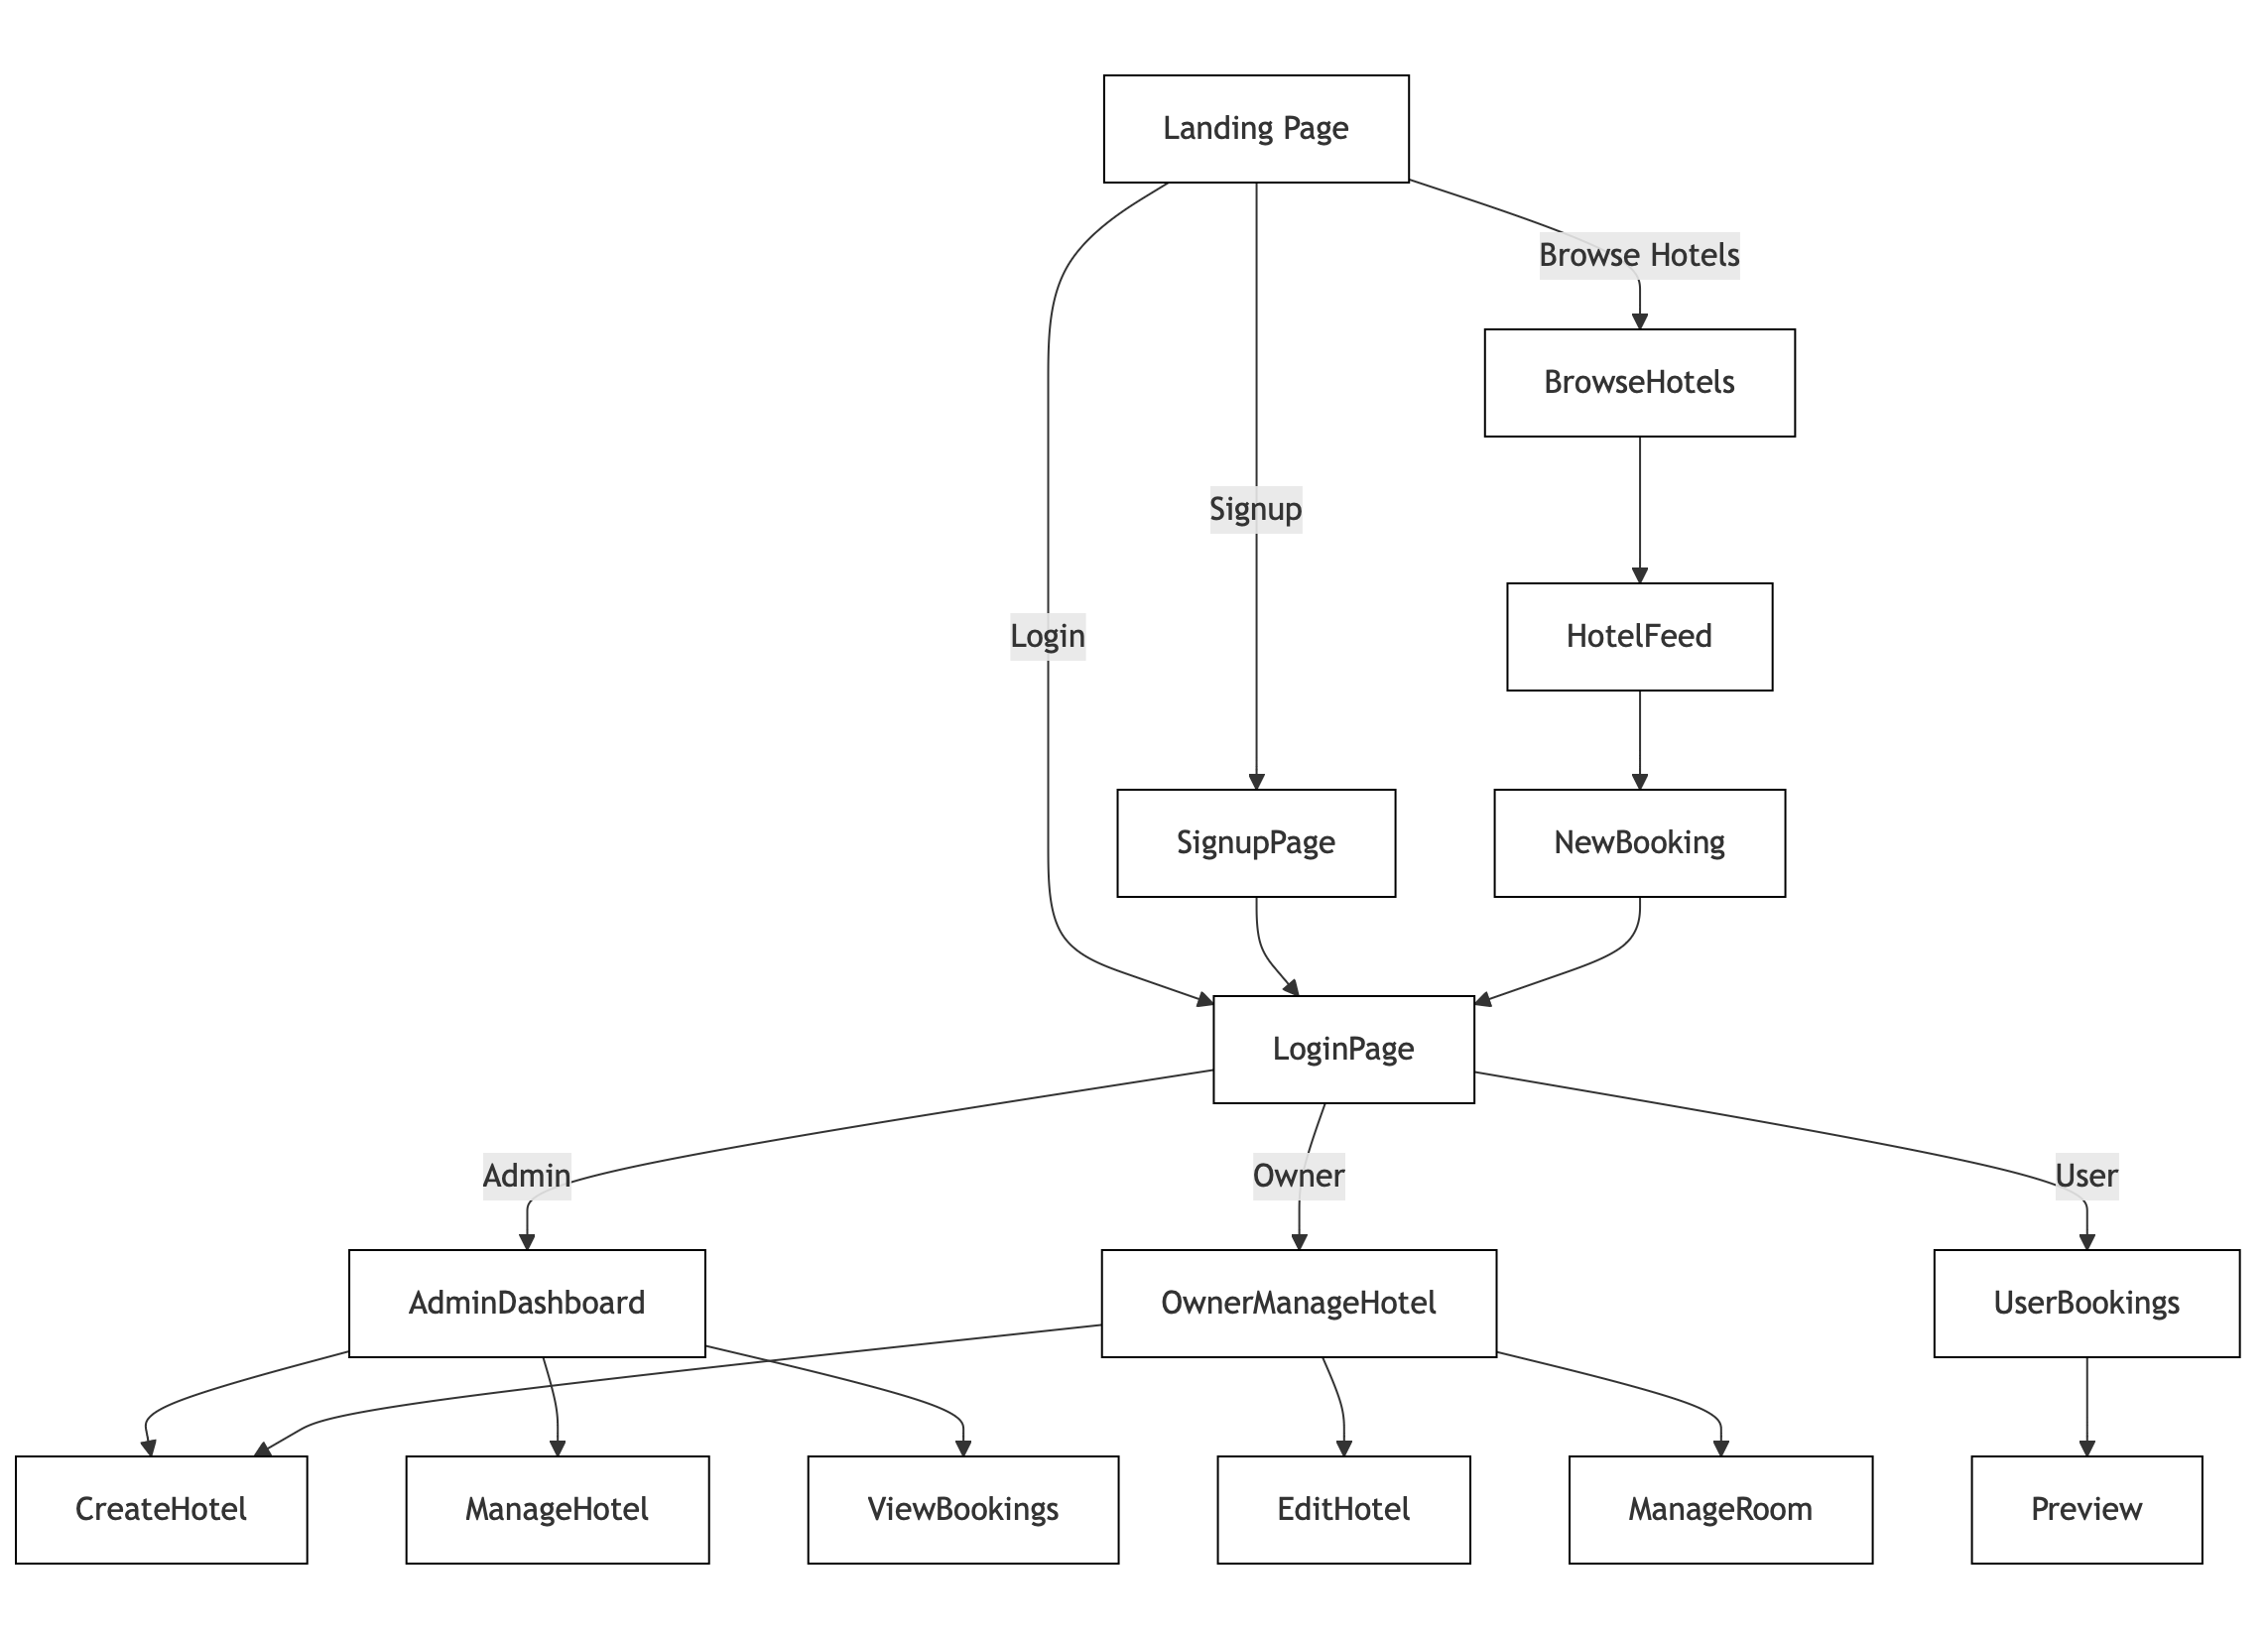 Landing Page
Browse Hotels
BrowseHotels
Signup
Login
HotelFeed
SignupPage
NewBooking
LoginPage
Admin
Owner
User
AdminDashboard
OwnerManageHotel
UserBookings
CreateHotel
ManageHotel
ViewBookings
EditHotel
ManageRoom
Preview